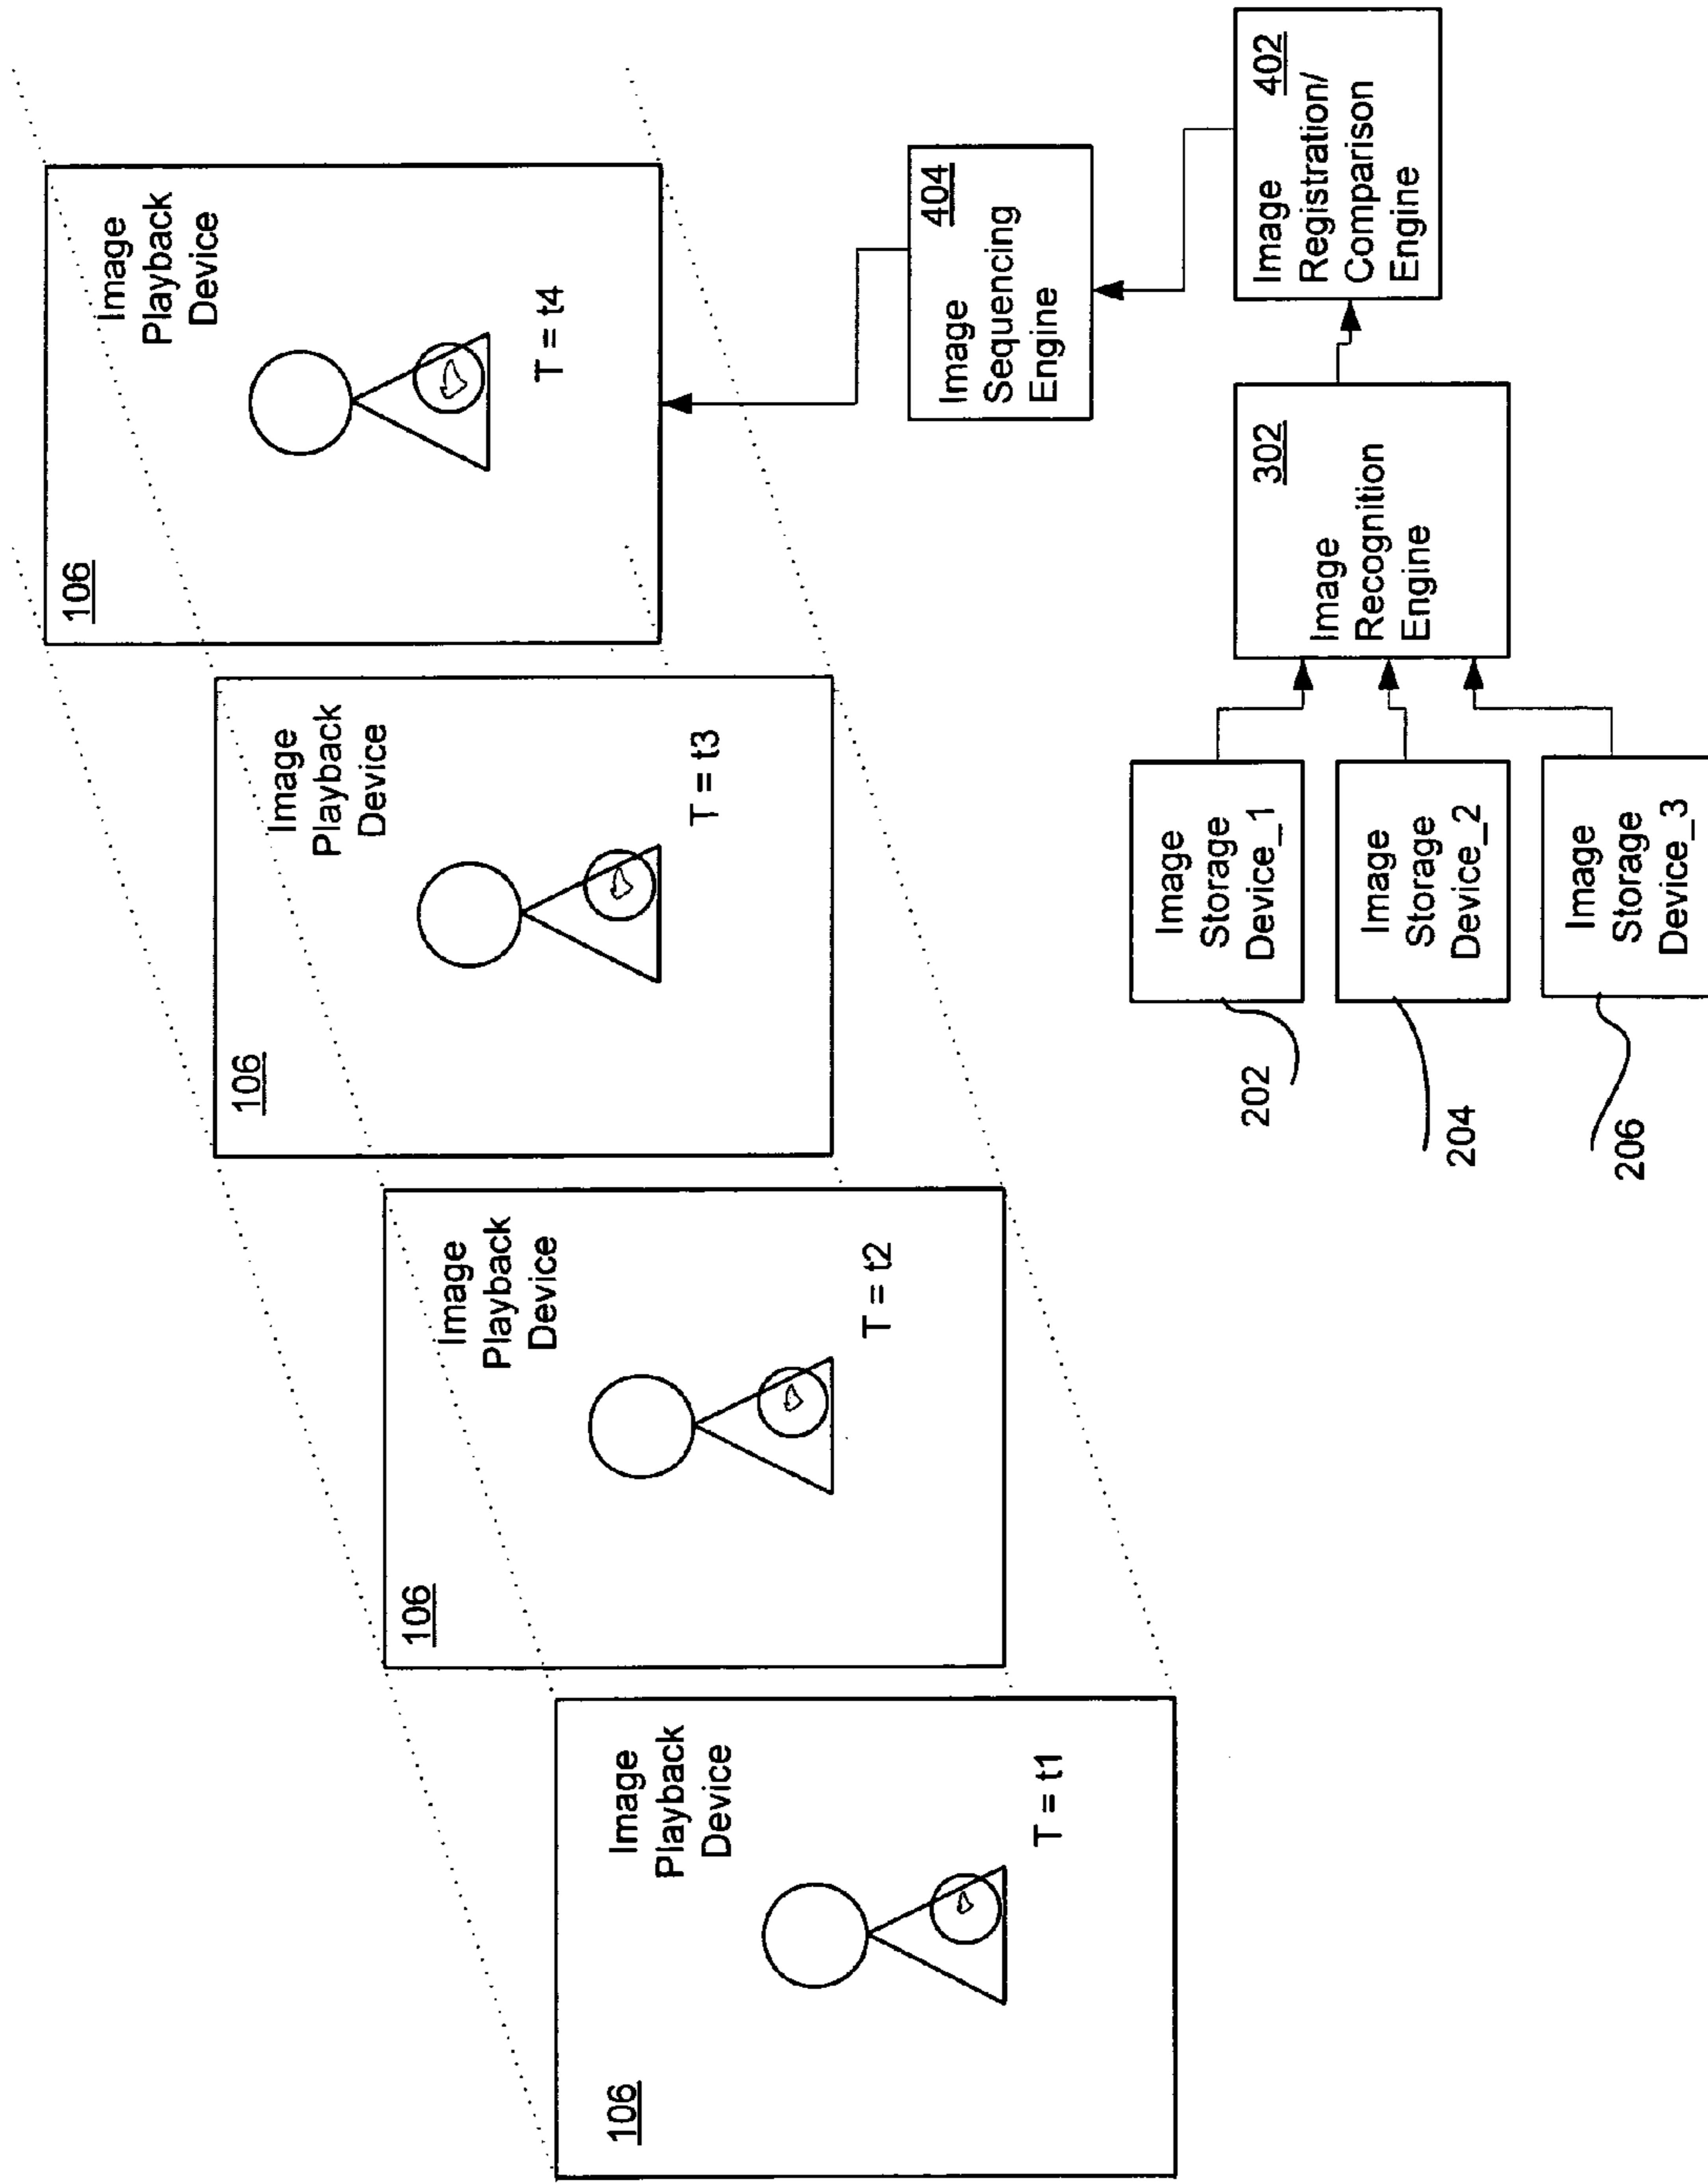 106
Image
Playback
Device
T = t1
106
Image
Playback
Device
T = t2
106
Image
Playback
Device
T = t3
106
Image
Playback
Device
T = t4
404
Image
Sequencing
Engine
402
Image
Registration/
Comparison
Engine
302
Image
Recognition
Engine
Image
Storage
Device_1
202
Image
Storage
Device_2
204
Image
Storage
Device_3
206